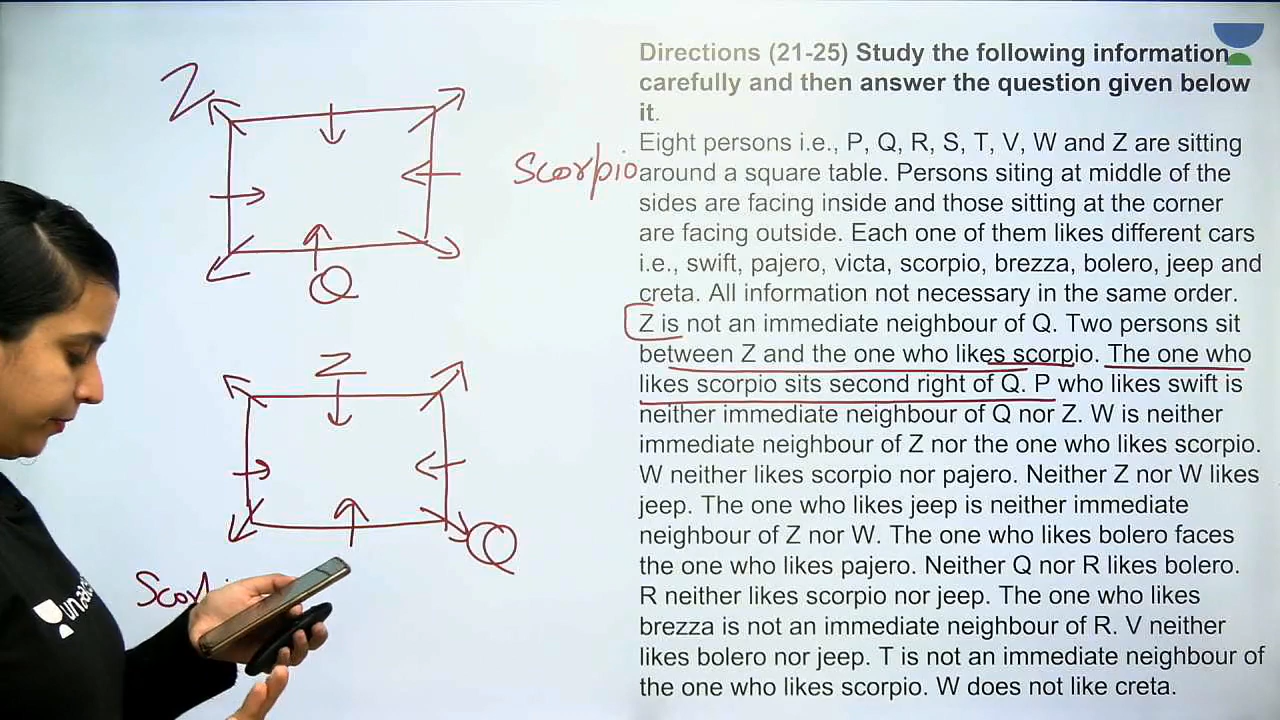 Directions (21-25) Study the following information
carefully and then answer the question given below
it.
Eight persons i.e., P, Q, R, S, T, V, W and Z are sitting
around a square table. Persons siting at middle of the
sides are facing inside and those sitting at the corner
are facing outside. Each one of them likes different cars
i.e., swift, pajero, victa, scorpio, brezza, bolero, jeep and
creta. All information not necessary in the same order.
Z is not an immediate neighbour of Q. Two persons sit
between Z and the one who likes scorpio. The one who
likes scorpio sits second right of Q. P who likes swift is
neither immediate neighbour of Q nor Z. W is neither
immediate neighbour of Z nor the one who likes scorpio.
W neither likes scorpio nor pajero. Neither Z nor W likes
jeep. The one who likes jeep is neither immediate
neighbour of Z nor W. The one who likes bolero faces
the one who likes pajero. Neither Q nor R likes bolero.
R neither likes scorpio nor jeep. The one who likes
brezza is not an immediate neighbour of R. V neither
likes bolero nor jeep. T is not an immediate neighbour of
the one who likes scorpio. W does not like creta.
Z
Scorpio
Q
Z
Q